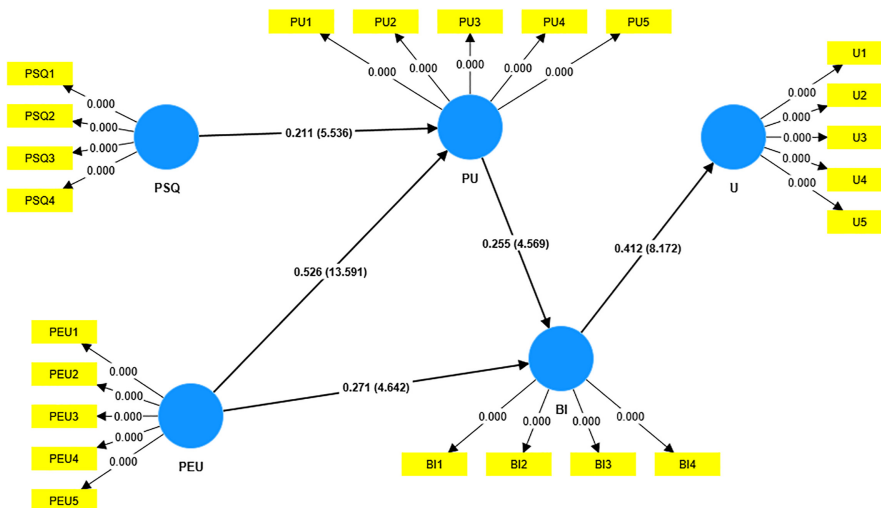 PU1 PU2 PU3 PU4 PU5
0.000 0.000 0.000 0.000 0.000
PSQ1
PSQ2
PSQ3
PSQ4
0.000
0.000
0.000
0.000
PSQ
0.211 (5.536)
PU
U1
U2
U3
U4
U5
0.000
0.000
0.000
0.000
0.000
U
0.526 (13.591)
0.255 (4.569)
0.412 (8.172)
PEU1
PEU2
PEU3
PEU4
PEU5
0.000
0.000
0.000
0.000
0.000
PEU
0.271 (4.642)
BI
0.000 0.000 0.000 0.000
BI1 BI2 BI3 BI4